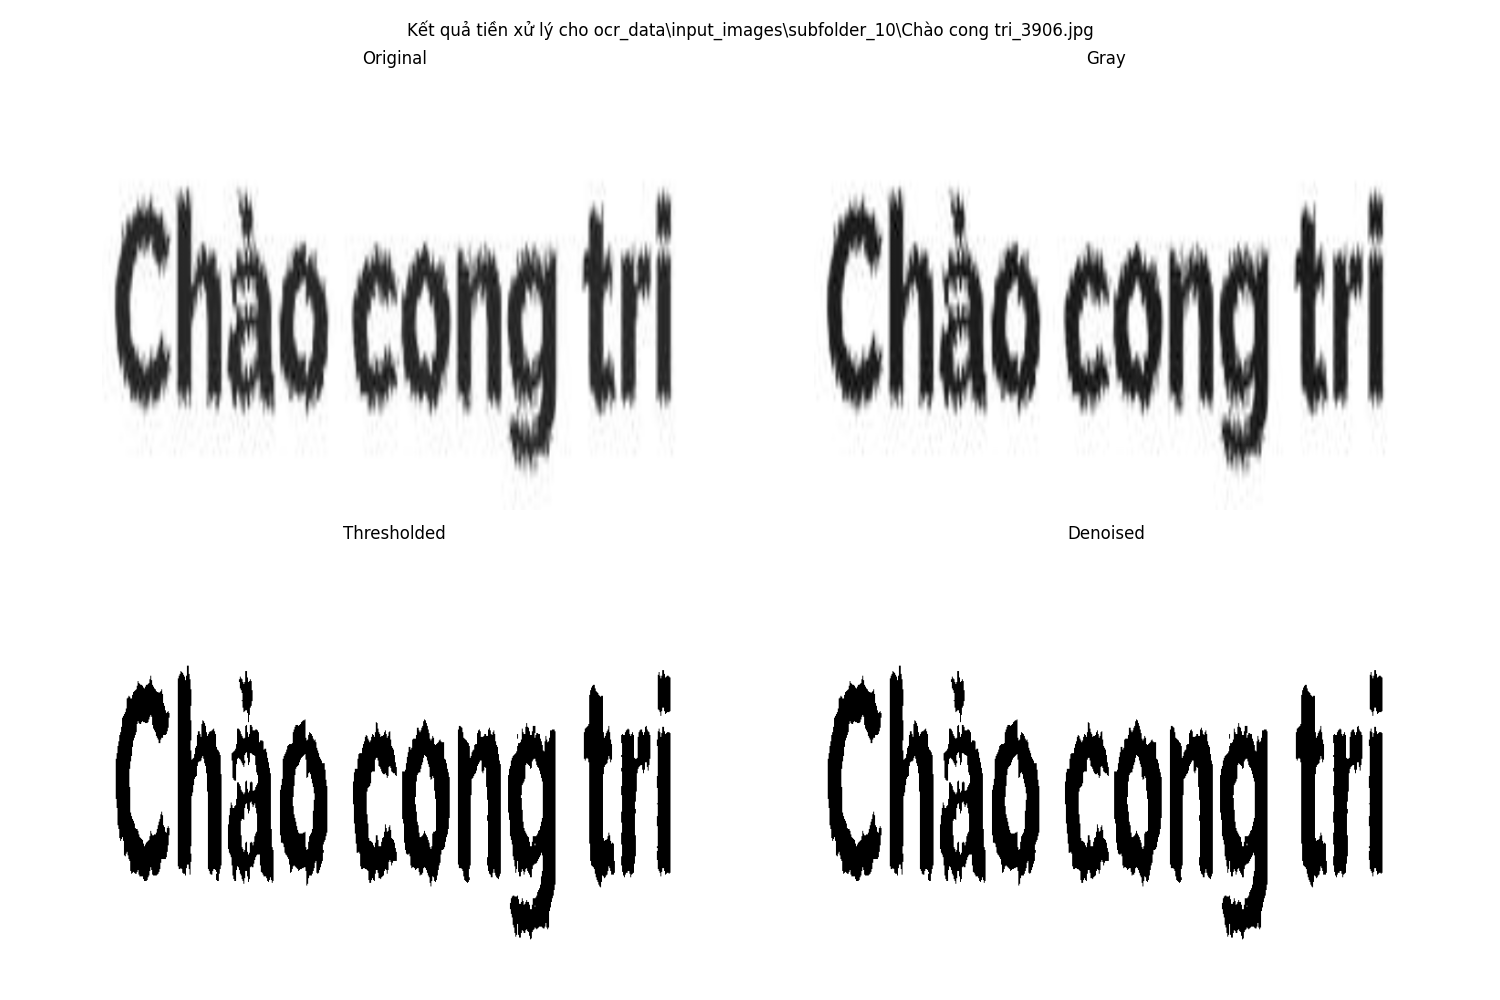 Kết quả tiền xử lý cho ocr_data\input_images\subfolder_10\Chào cong tri_3906.jpg
Original
Gray
Chào cong tri
Chào cong tri
Thresholded
Denoised
Chào cong tri
Chào cong tri